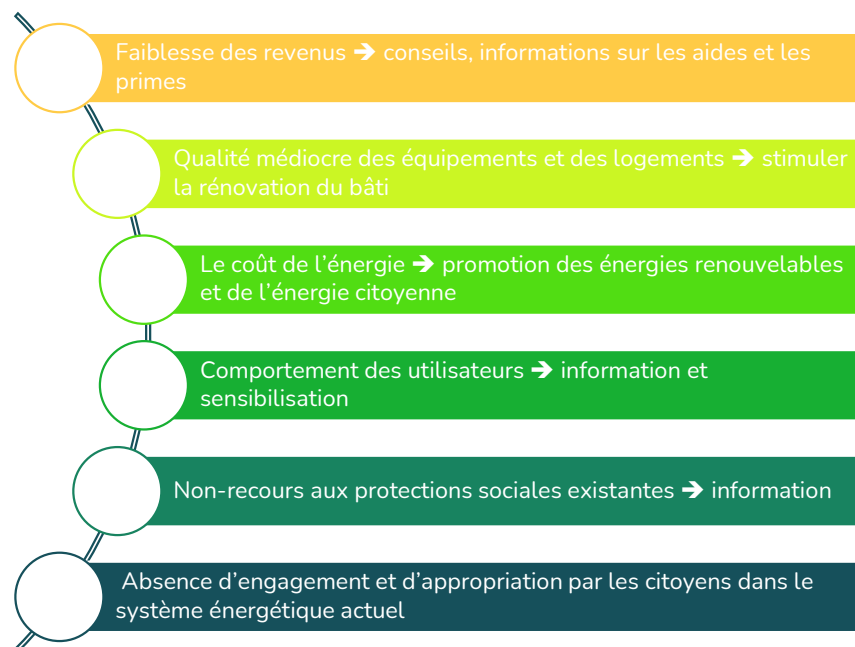 Faiblesse des revenus ➔ conseils, informations sur les aides et les
primes
Qualité médiocre des équipements et des logements ➔ stimuler
la rénovation du bâti
Le coût de l’énergie ➔ promotion des énergies renouvelables
et de l’énergie citoyenne
Comportement des utilisateurs ➔ information et
sensibilisation
Non-recours aux protections sociales existantes ➔ information
Absence d’engagement et d’appropriation par les citoyens dans le
système énergétique actuel